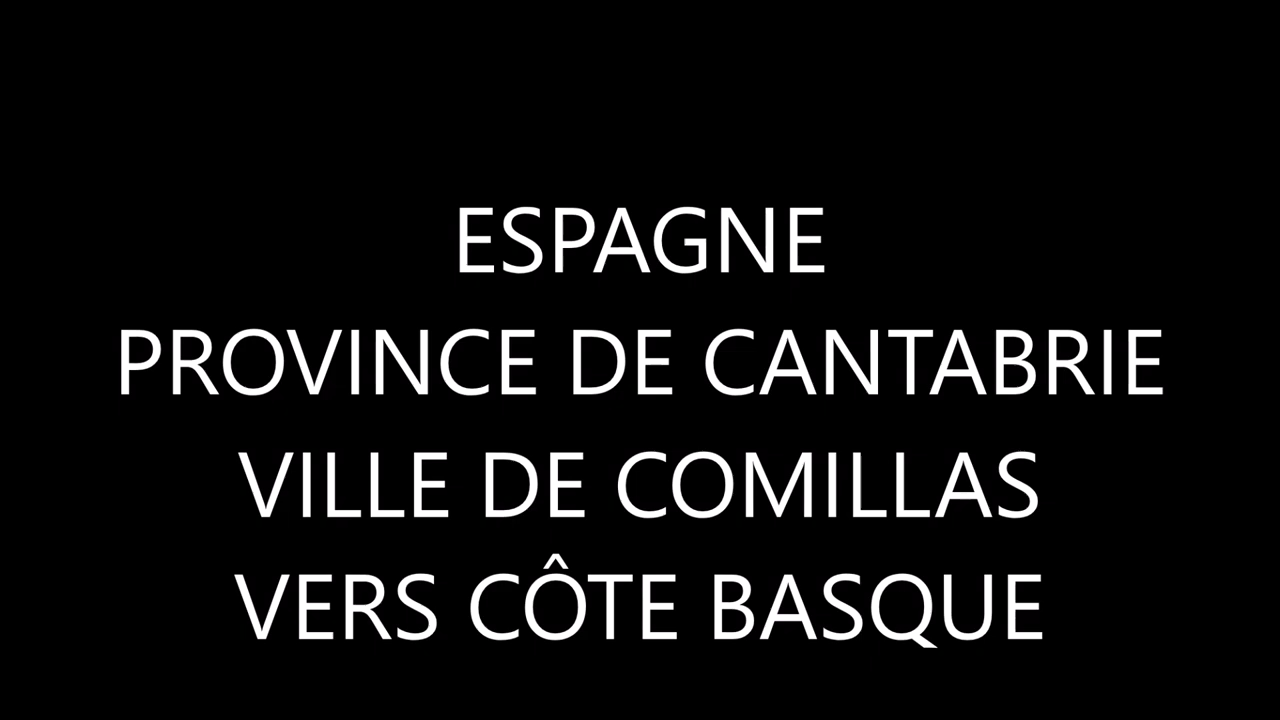 ESPAGNE
PROVINCE DE CANTABRIE
VILLE DE COMILLAS
VERS CÔTE BASQUE